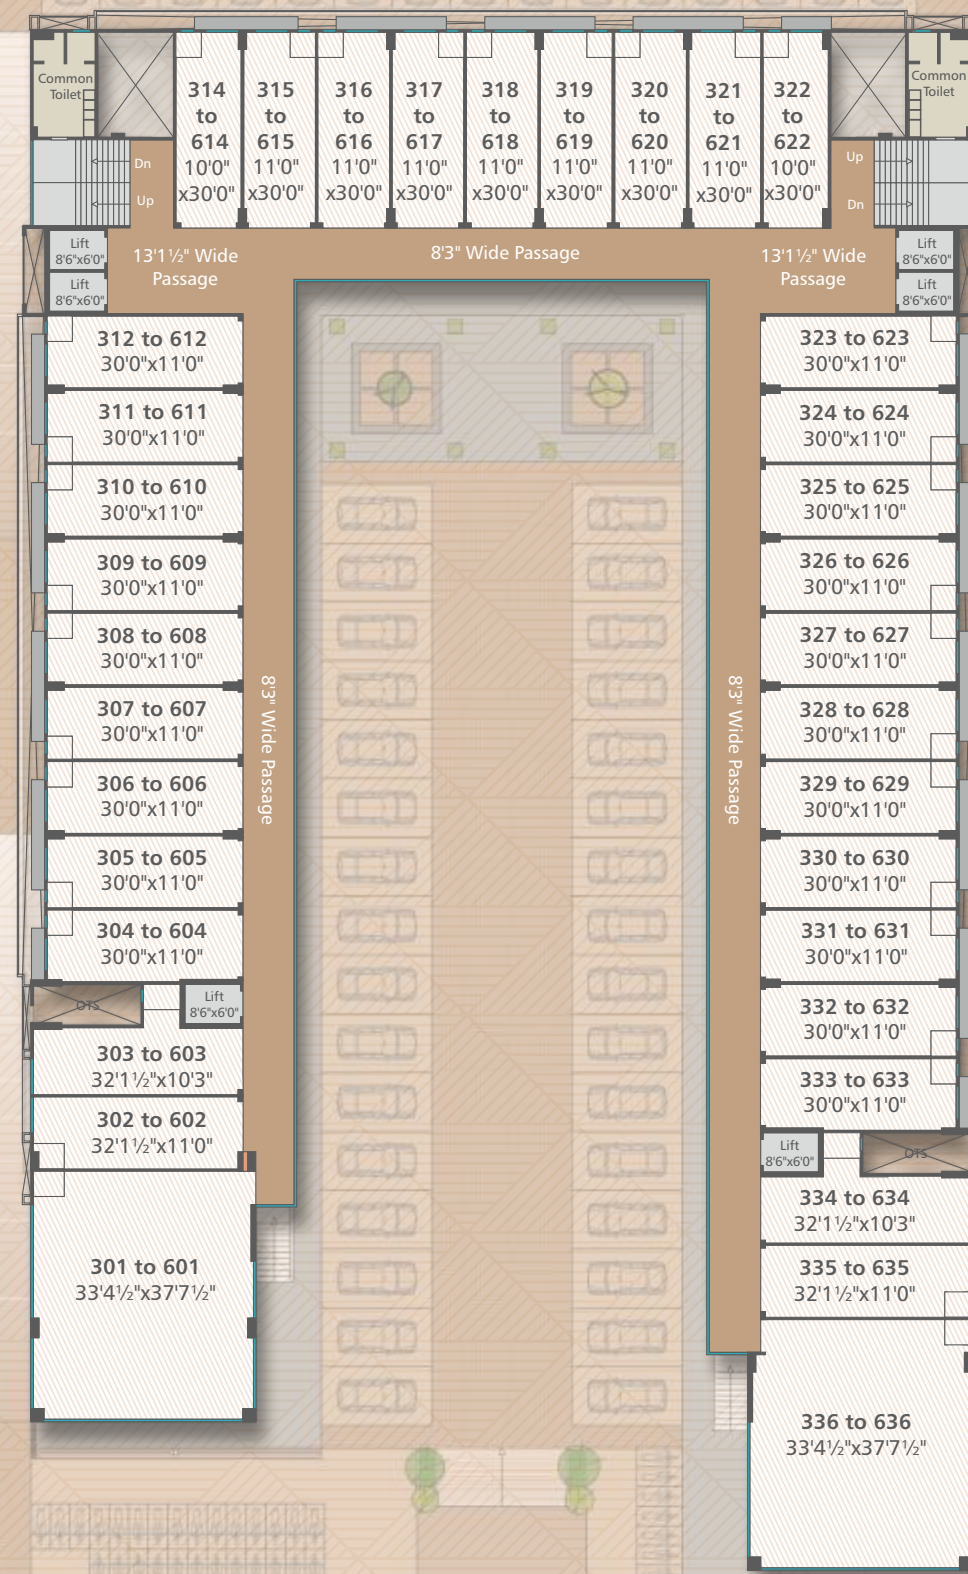 Common
Toilet
314
to
614
10'0"
x30'0"
315
to
615
11'0"
x30'0"
316
to
616
11'0"
x30'0"
317
to
617
11'0"
x30'0"
318
to
618
11'0"
x30'0"
319
to
619
11'0"
x30'0"
320
to
620
11'0"
x30'0"
321
to
621
11'0"
x30'0"
322
to
622
10'0"
x30'0"
Common
Toilet
Dn
Up
Up
Dn
Lift
8'6"x6'0"
Lift
8'6"x6'0"
13'1½" Wide
Passage
8'3" Wide Passage
13'1½" Wide
Passage
Lift
8'6"x6'0"
Lift
8'6"x6'0"
312 to 612
30'0"x11'0"
311 to 611
30'0"x11'0"
310 to 610
30'0"x11'0"
309 to 609
30'0"x11'0"
308 to 608
30'0"x11'0"
307 to 607
30'0"x11'0"
306 to 606
30'0"x11'0"
305 to 605
30'0"x11'0"
304 to 604
30'0"x11'0"
OTS
Lift
8'6"x6'0"
303 to 603
32'1½"x10'3"
302 to 602
32'1½"x11'0"
301 to 601
33'4½"x37'7½"
8'3" Wide Passage
8'3" Wide Passage
323 to 623
30'0"x11'0"
324 to 624
30'0"x11'0"
325 to 625
30'0"x11'0"
326 to 626
30'0"x11'0"
327 to 627
30'0"x11'0"
328 to 628
30'0"x11'0"
329 to 629
30'0"x11'0"
330 to 630
30'0"x11'0"
331 to 631
30'0"x11'0"
332 to 632
30'0"x11'0"
333 to 633
30'0"x11'0"
Lift
8'6"x6'0"
OTS
334 to 634
32'1½"x10'3"
335 to 635
32'1½"x11'0"
336 to 636
33'4½"x37'7½"